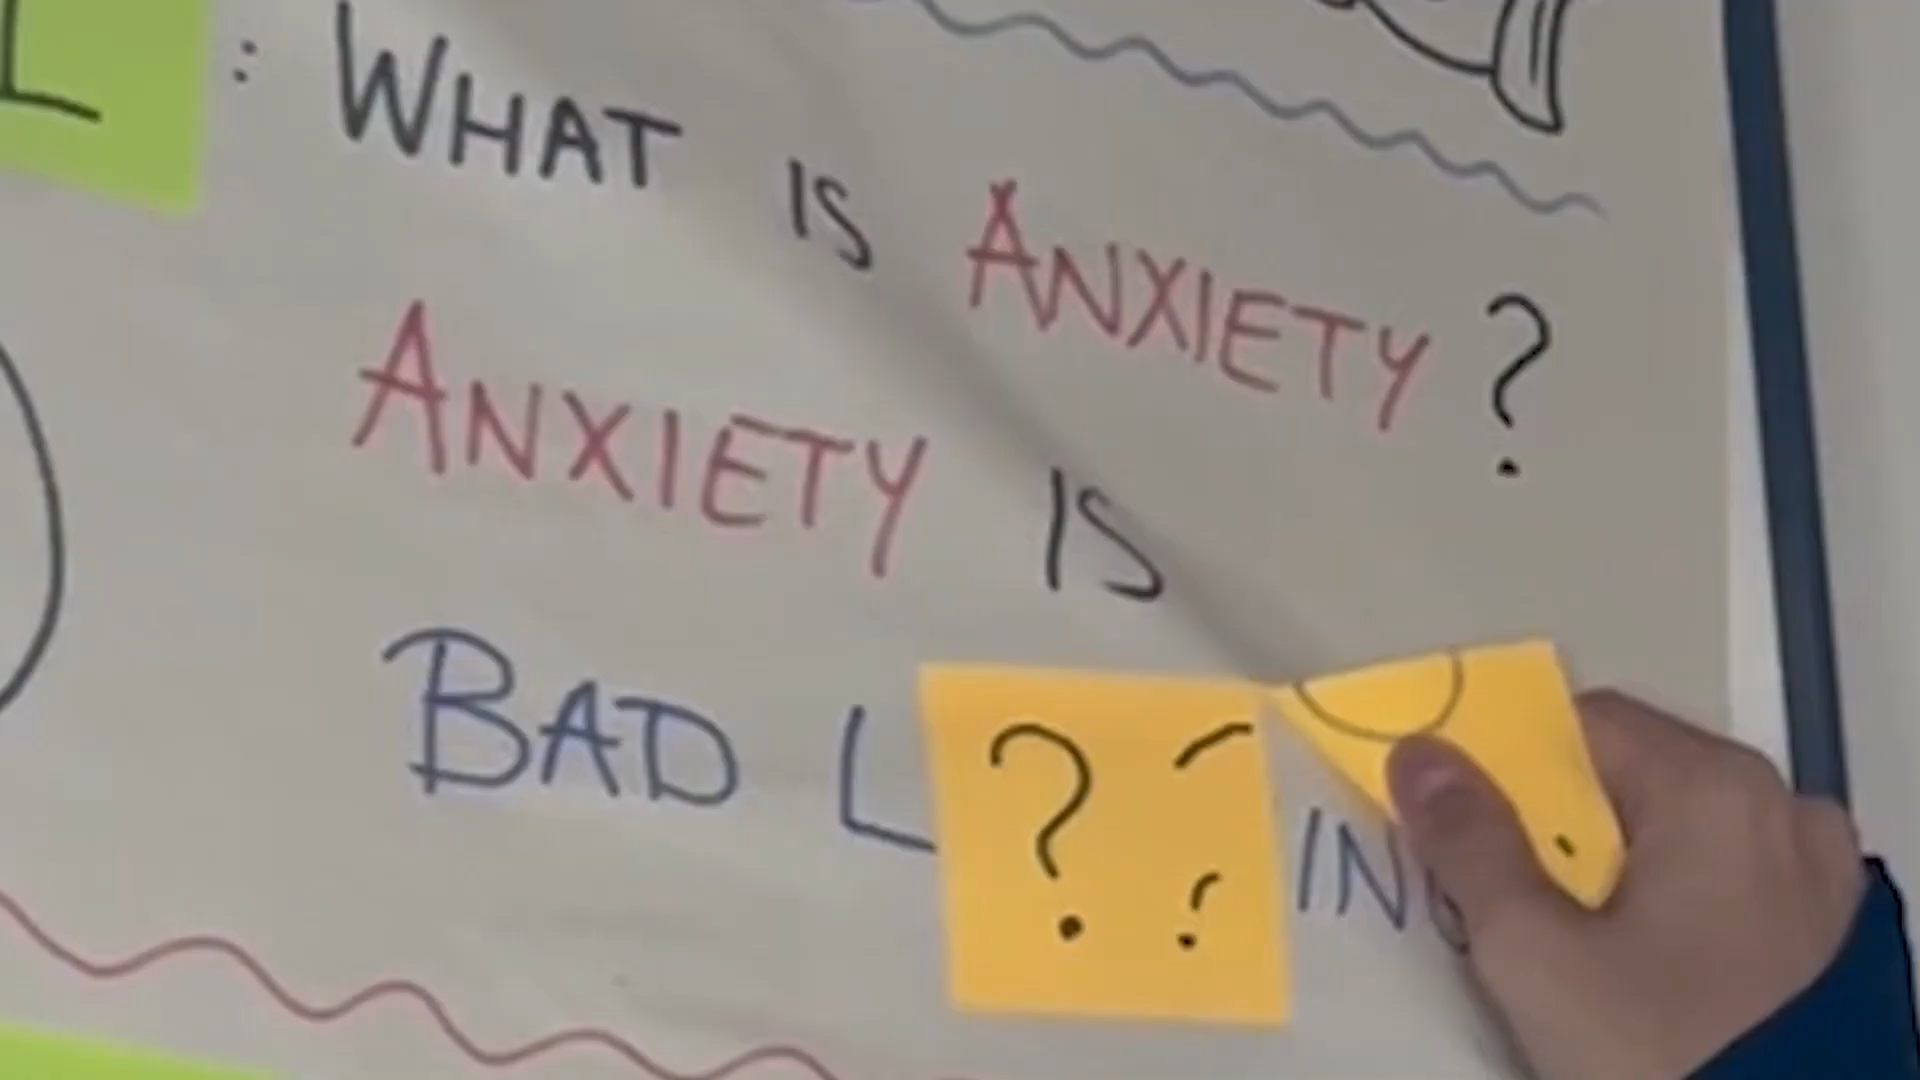 L : WHAT IS ANXIETY ?
ANXIETY IS
BAD L ? ? IN